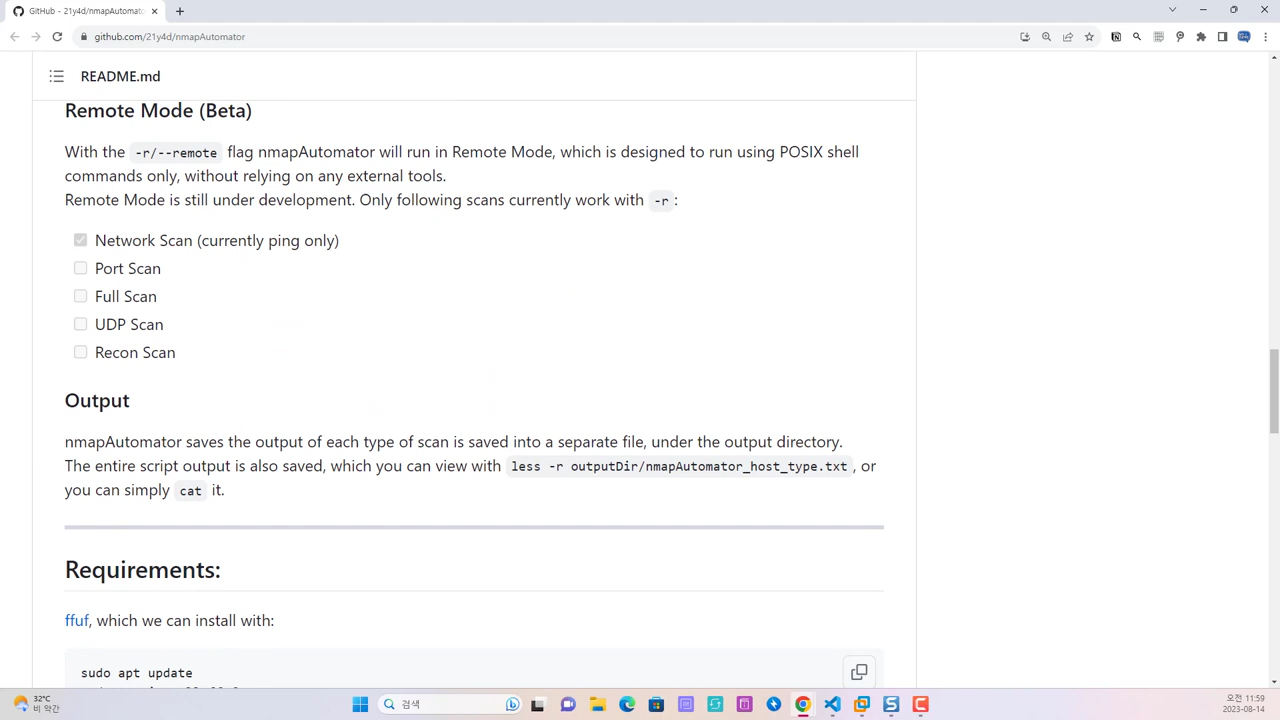 GitHub - 21y4d/nmapAutomato
github.com/21y4d/nmapAutomator
README.md
Remote Mode (Beta)
With the -r/--remote flag nmapAutomator will run in Remote Mode, which is designed to run using POSIX shell
commands only, without relying on any external tools.
Remote Mode is still under development. Only following scans currently work with -r:
Network Scan (currently ping only)
Port Scan
Full Scan
UDP Scan
Recon Scan
Output
nmapAutomator saves the output of each type of scan is saved into a separate file, under the output directory.
The entire script output is also saved, which you can view with less -r outputDir/nmapAutomator_host_type.txt, or
you can simply cat it.
Requirements:
ffuf, which we can install with:
sudo apt update
32°C
비 약간
검색
오전 11:59
2023-08-14